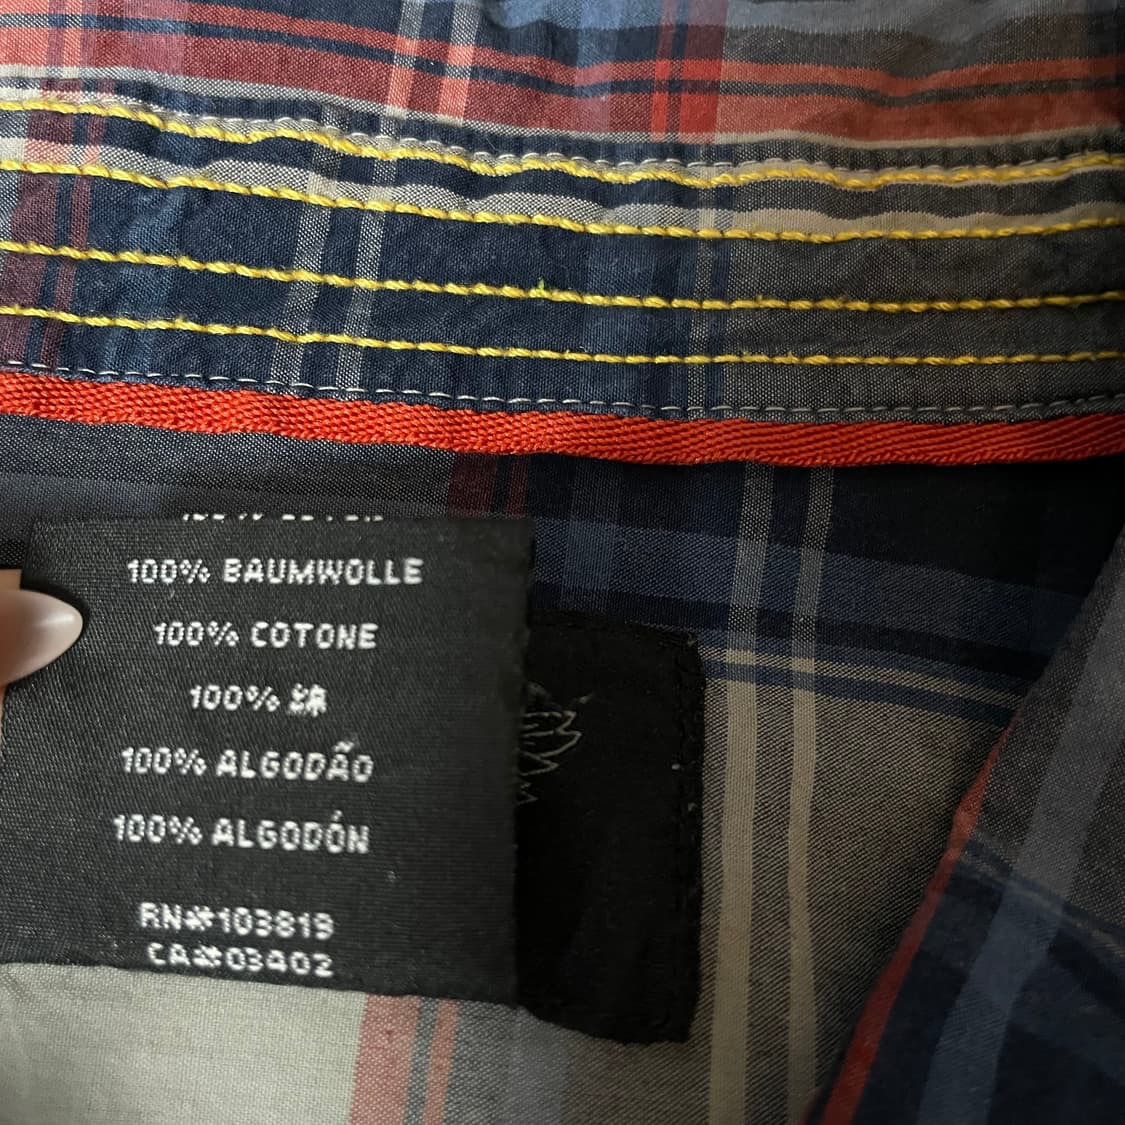 100% BAUMWOLLE
100% COTONE
100% 綿
100% ALGODÃO
100% ALGODÓN
RN#103819
CA#03402